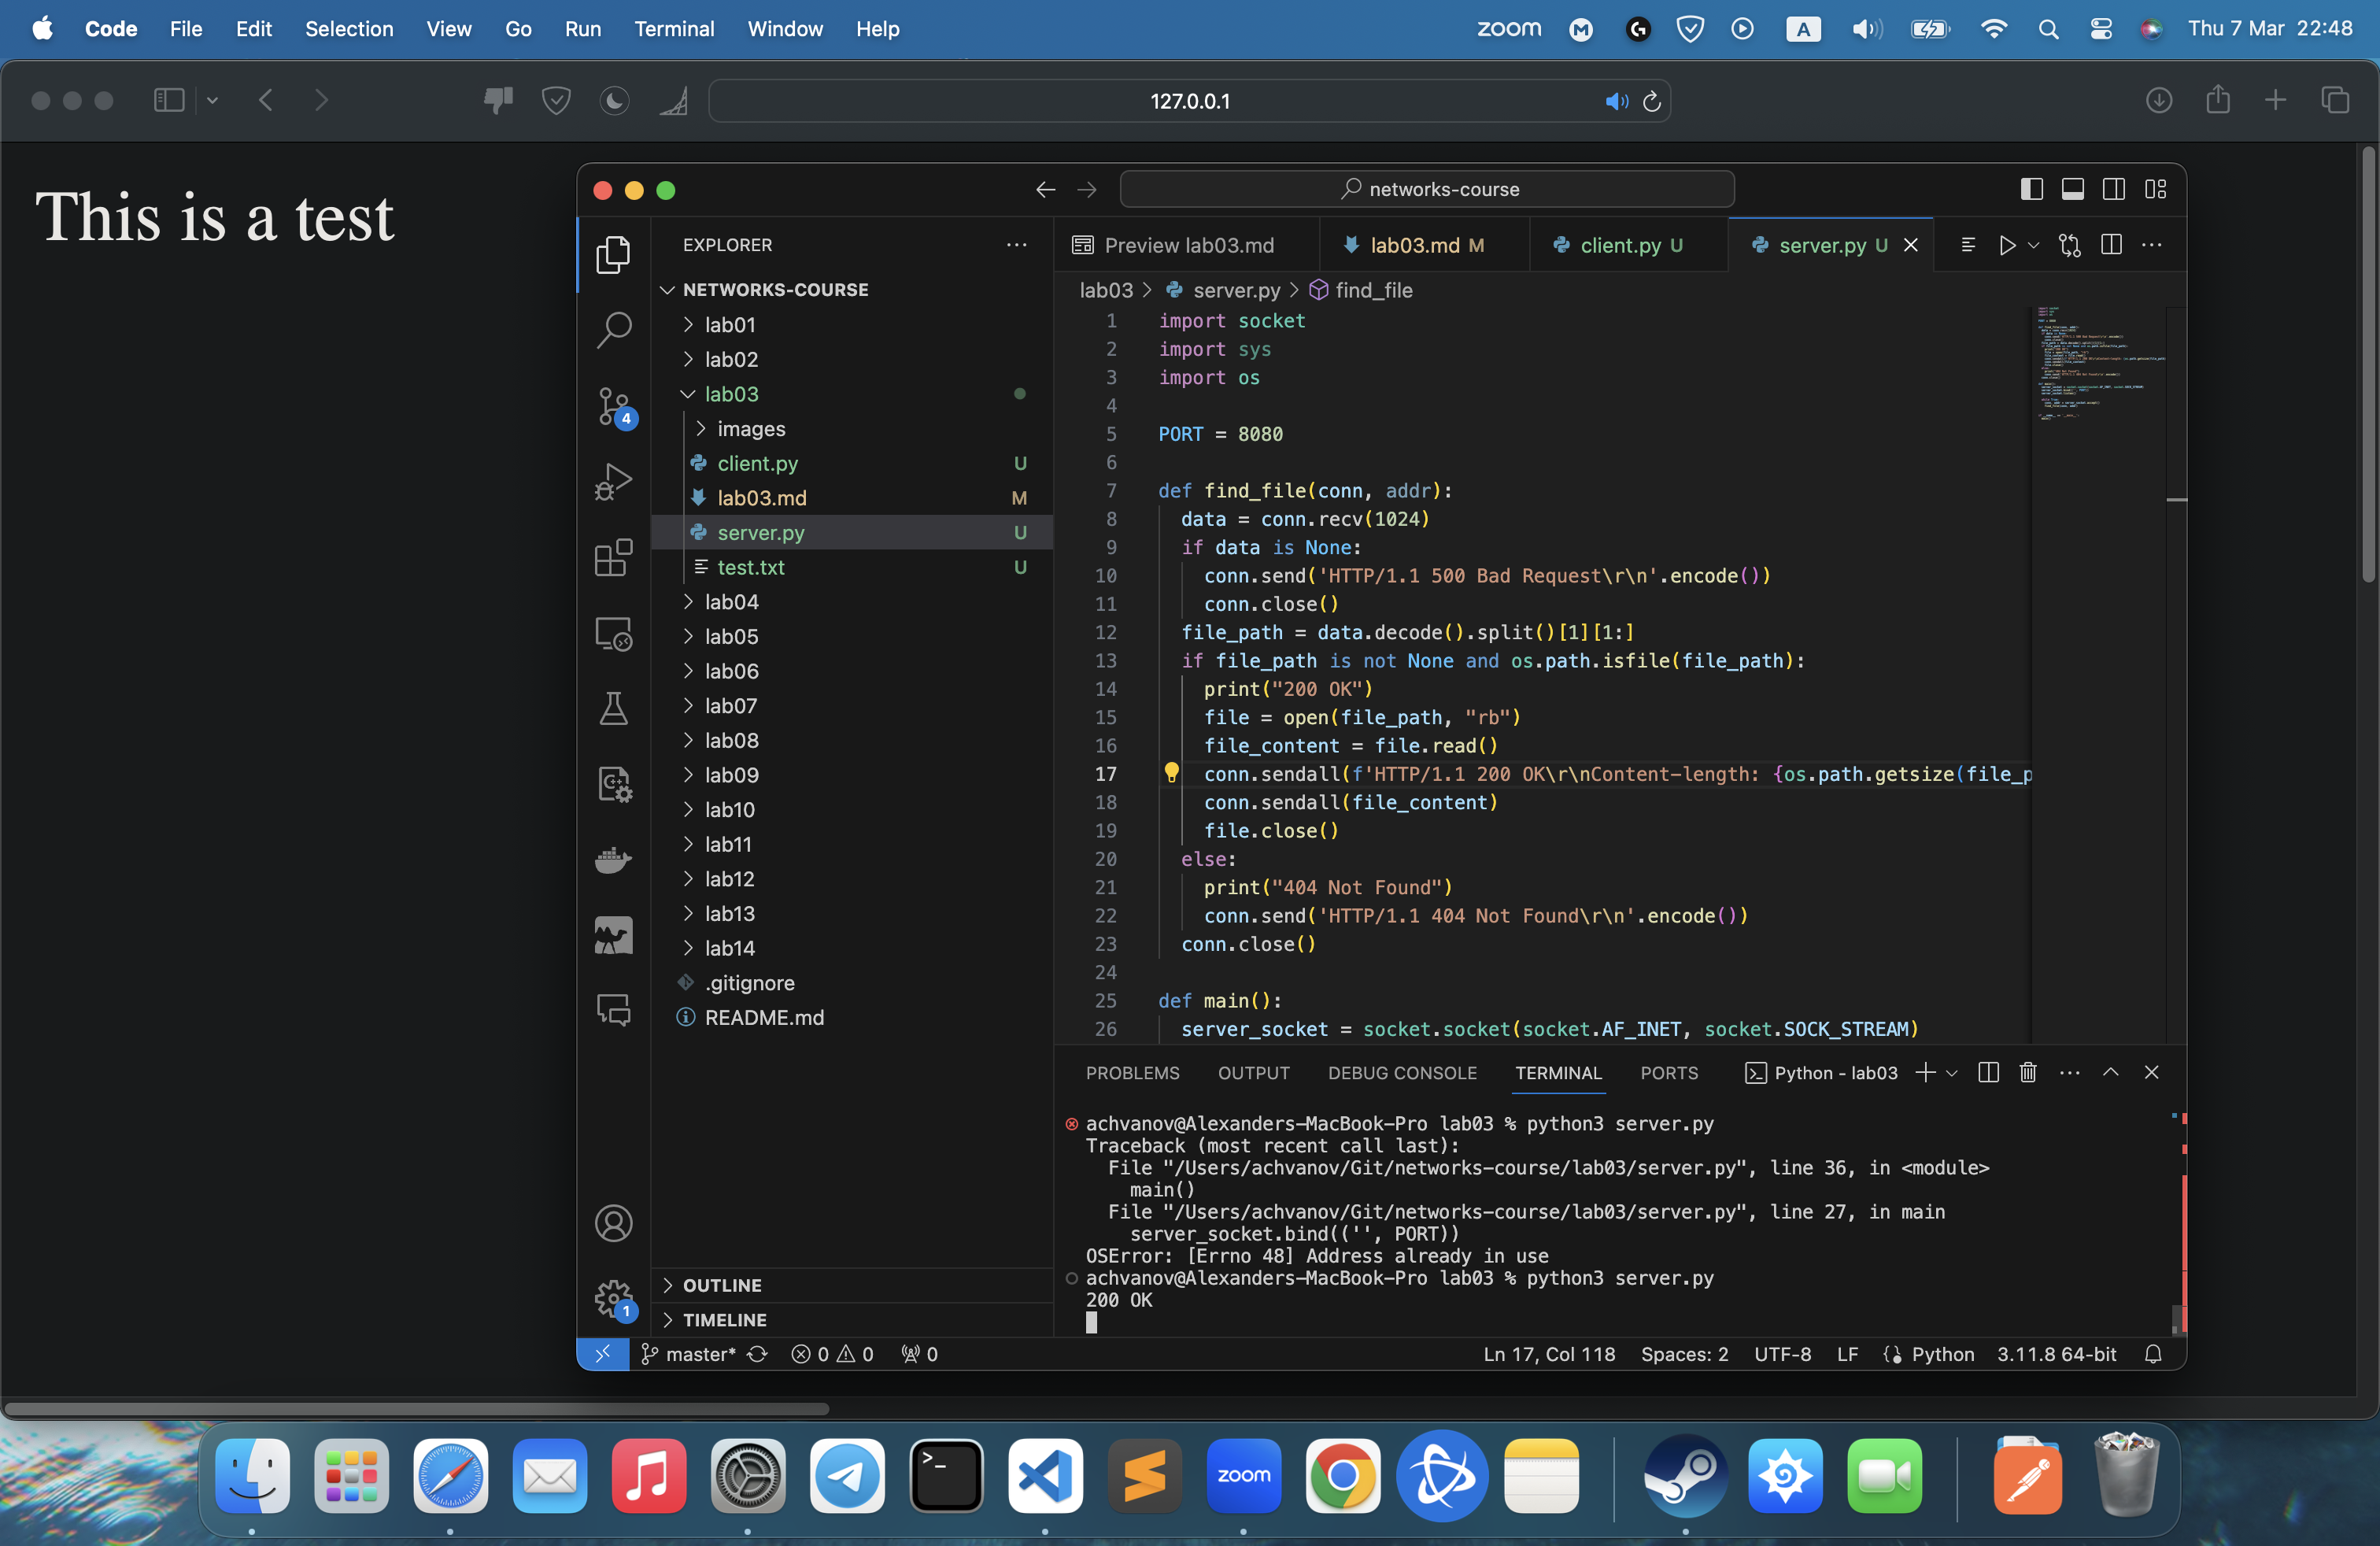 Code File Edit Selection View Go Run Terminal Window Help zoom A Thu 7 Mar 22:48
127.0.0.1
This is a test
networks-course
EXPLORER
NETWORKS-COURSE
lab01
lab02
lab03
images
client.py U
lab03.md M
server.py U
test.txt U
lab04
lab05
lab06
lab07
lab08
lab09
lab10
lab11
lab12
lab13
lab14
.gitignore
README.md
OUTLINE
TIMELINE
4
1
Preview lab03.md lab03.md M client.py U server.py U
lab03 > server.py > find_file
1 import socket
2 import sys
3 import os
4
5 PORT = 8080
6
7 def find_file(conn, addr):
8 data = conn.recv(1024)
9 if data is None:
10 conn.send('HTTP/1.1 500 Bad Request\r\n'.encode())
11 conn.close()
12 file_path = data.decode().split()[1][1:]
13 if file_path is not None and os.path.isfile(file_path):
14 print("200 OK")
15 file = open(file_path, "rb")
16 file_content = file.read()
17 conn.sendall(f'HTTP/1.1 200 OK\r\nContent-length: {os.path.getsize(file_p
18 conn.sendall(file_content)
19 file.close()
20 else:
21 print("404 Not Found")
22 conn.send('HTTP/1.1 404 Not Found\r\n'.encode())
23 conn.close()
24
25 def main():
26 server_socket = socket.socket(socket.AF_INET, socket.SOCK_STREAM)
PROBLEMS OUTPUT DEBUG CONSOLE TERMINAL PORTS Python - lab03
achvanov@Alexanders-MacBook-Pro lab03 % python3 server.py
Traceback (most recent call last):
File "/Users/achvanov/Git/networks-course/lab03/server.py", line 36, in <module>
main()
File "/Users/achvanov/Git/networks-course/lab03/server.py", line 27, in main
server_socket.bind(('', PORT))
OSError: [Errno 48] Address already in use
achvanov@Alexanders-MacBook-Pro lab03 % python3 server.py
200 OK
master* 0 0 0 Ln 17, Col 118 Spaces: 2 UTF-8 LF Python 3.11.8 64-bit
zoom